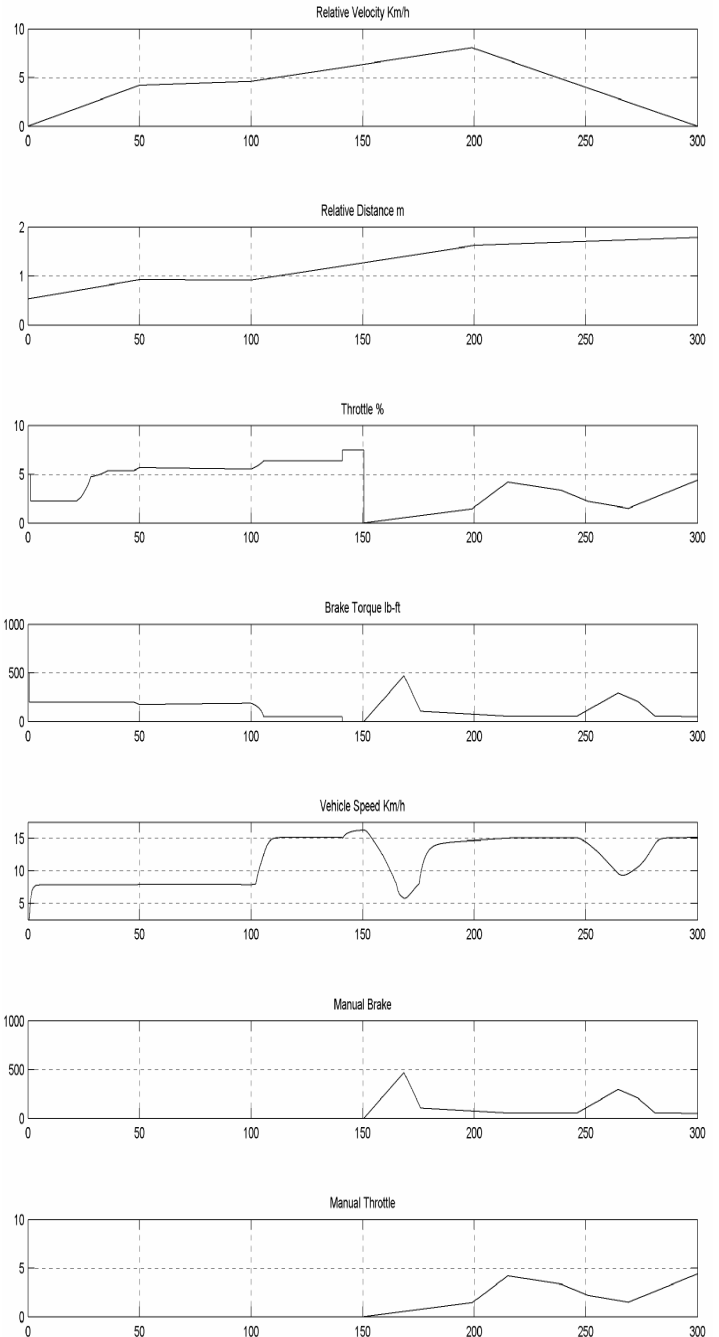 Relative Velocity Km/h
10
5
0
0 50 100 150 200 250 300
Relative Distance m
2
1
0
0 50 100 150 200 250 300
Throttle %
10
5
0
0 50 100 150 200 250 300
Brake Torque lb-ft
1000
500
0
0 50 100 150 200 250 300
Vehicle Speed Km/h
15
10
5
0 50 100 150 200 250 300
Manual Brake
1000
500
0
0 50 100 150 200 250 300
Manual Throttle
10
5
0
0 50 100 150 200 250 300